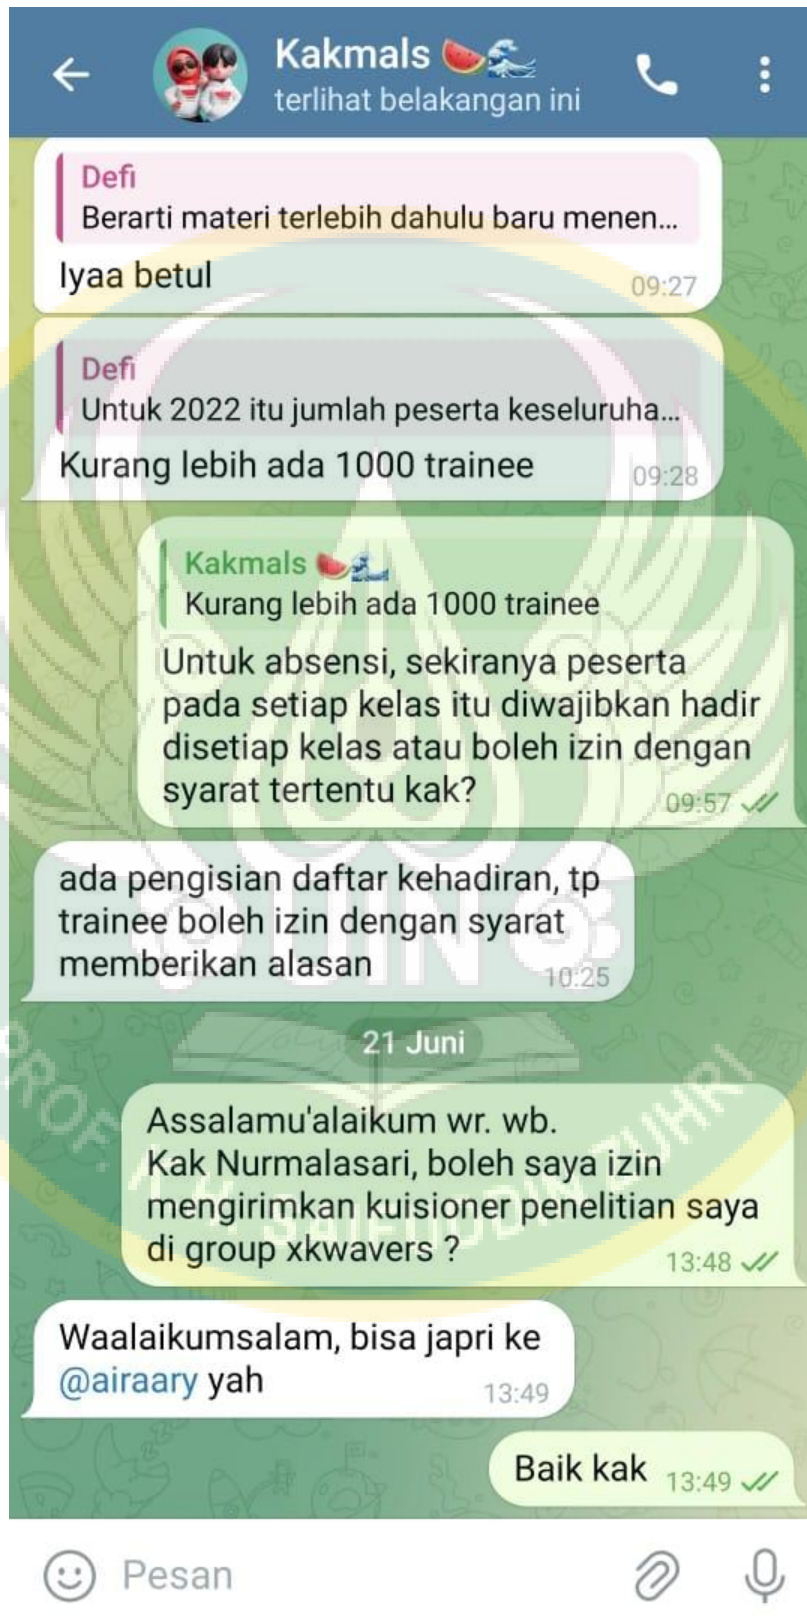 Kakmals 🍉🌊
terlihat belakangan ini
Defi
Berarti materi terlebih dahulu baru menen...
Iyaa betul
09:27
Defi
Untuk 2022 itu jumlah peserta keseluruha...
Kurang lebih ada 1000 trainee
09:28
Kakmals 🍉🌊
Kurang lebih ada 1000 trainee
Untuk absensi, sekiranya peserta
pada setiap kelas itu diwajibkan hadir
disetiap kelas atau boleh izin dengan
syarat tertentu kak?
09:57
ada pengisian daftar kehadiran, tp
trainee boleh izin dengan syarat
memberikan alasan
10:25
UIN
21 Juni
Assalamu'alaikum wr. wb.
Kak Nurmalasari, boleh saya izin
mengirimkan kuisioner penelitian saya
di group xkwavers ?
13:48
PROF. K.H. SAIFUDDIN ZUHRI
Waalaikumsalam, bisa japri ke
@airaary yah
13:49
Baik kak
13:49
Pesan